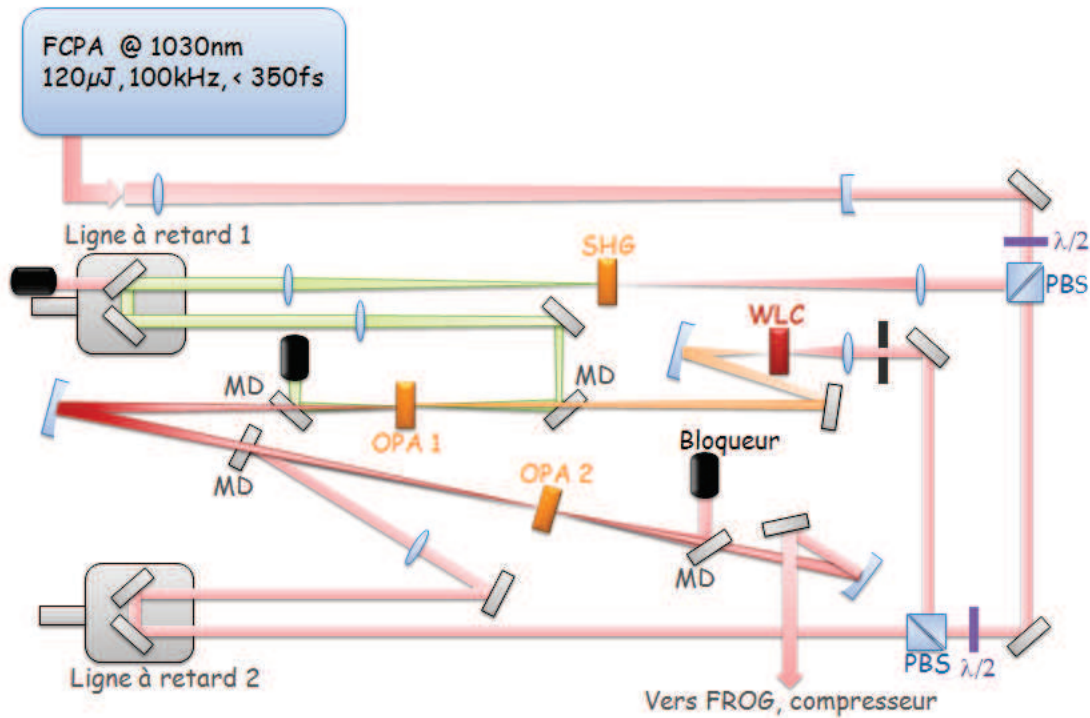 FCPA @ 1030nm
120µJ, 100kHz, < 350fs
Ligne à retard 1
SHG
λ/2
PBS
WLC
MD
MD
OPA 1
Bloqueur
MD
OPA 2
MD
Ligne à retard 2
PBS
λ/2
Vers FROG, compresseur